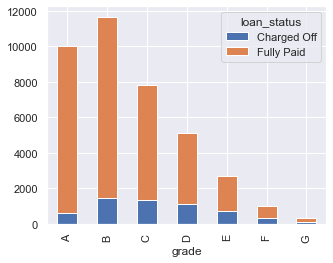 loan_status
Charged Off
Fully Paid
12000
10000
8000
6000
4000
2000
0
A
B
C
D
E
F
G
grade